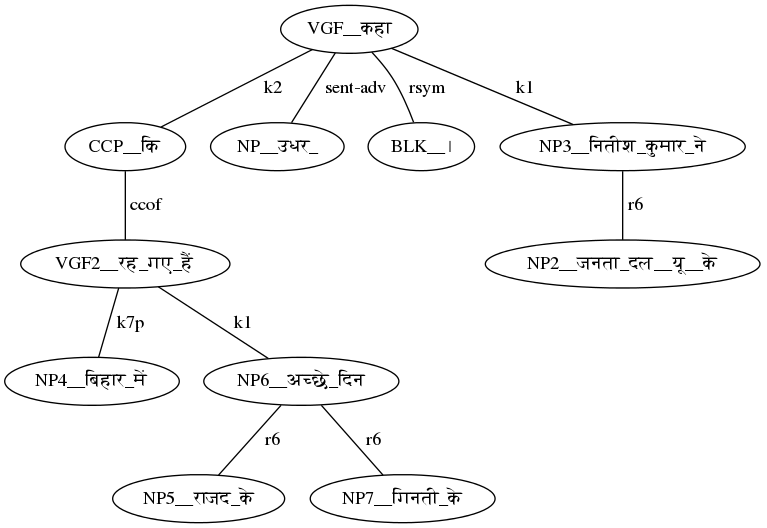 VGF__कहा
k2 sent-adv rsym k1
CCP__कि NP__उधर_ BLK__। NP3__नितीश_कुमार_ने
ccof r6
VGF2__रह_गए_हैं NP2__जनता_दल__यू__के
k7p k1
NP4__बिहार_में NP6__अच्छे_दिन
r6 r6
NP5__राजद_के NP7__गिनती_के